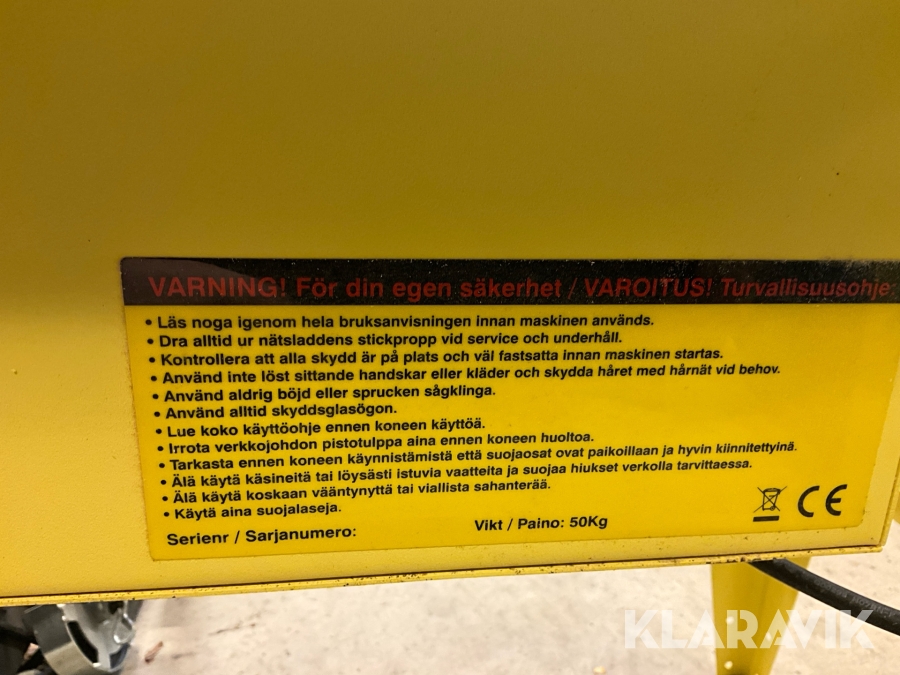 VARNING! För din egen säkerhet / VAROITUS! Turvallisuusohje
• Läs noga igenom hela bruksanvisningen innan maskinen används.
• Dra alltid ur nätsladdens stickpropp vid service och underhåll.
• Kontrollera att alla skydd är på plats och väl fastsatta innan maskinen startas.
• Använd inte löst sittande handskar eller kläder och skydda håret med hårnät vid behov.
• Använd aldrig böjd eller sprucken sågklinga.
• Använd alltid skyddsglasögon.
• Lue koko käyttöohje ennen koneen käyttöä.
• Irrota verkkojohdon pistotulppa aina ennen koneen huoltoa.
• Tarkasta ennen koneen käynnistämistä että suojaosat ovat paikoillaan ja hyvin kiinnitettyinä.
• Älä käytä käsineitä tai löysästi istuvia vaatteita ja suojaa hiukset verkolla tarvittaessa.
• Älä käytä koskaan vääntynyttä tai viallista sahanterää.
• Käytä aina suojalaseja.
Serienr / Sarjanumero: Vikt / Paino: 50Kg
CE
KLARAVIK